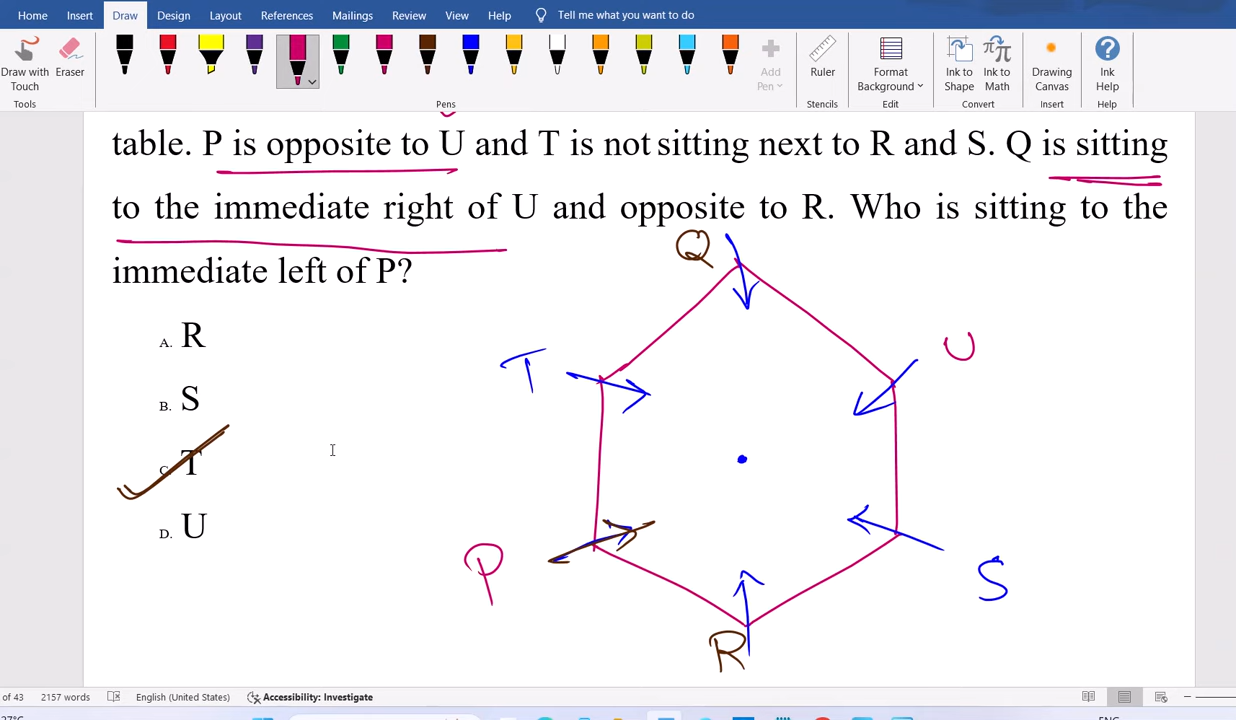 Home Insert Draw Design Layout References Mailings Review View Help Tell me what you want to do
Draw with Touch
Eraser
Add Pen
Ruler
Format Background
Ink to Shape
Ink to Math
Drawing Canvas
Ink Help
Tools Pens Stencils Edit Convert Insert Help
table. P is opposite to U and T is not sitting next to R and S. Q is sitting
to the immediate right of U and opposite to R. Who is sitting to the
immediate left of P?
A. R
B. S
C. T
D. U
Q
U
T
P
S
R
of 43 2157 words English (United States) Accessibility: Investigate
27°C
ENG